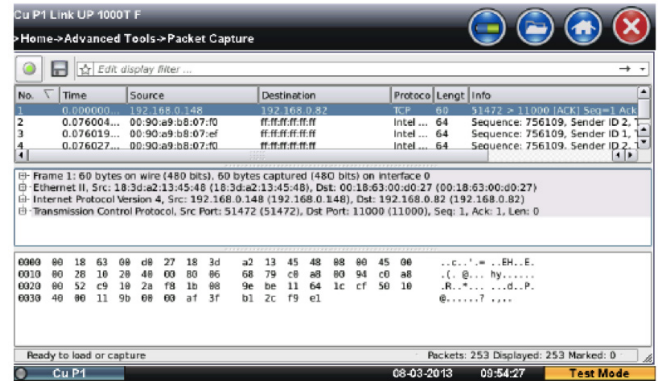 Cu P1 Link UP 1000T F
>Home->Advanced Tools->Packet Capture
Edit display filter ...
No. Time Source Destination Protoco Lengt Info
1 0.000000... 192.168.0.148 192.168.0.82 TCP 60 51472 > 11000 [ACK] Seq=1 Ack
2 0.076004... 00:90:a9:b8:07:f0 ff:ff:ff:ff:ff:ff Intel ... 64 Sequence: 756109, Sender ID 2, T
3 0.076019... 00:90:a9:b8:07:ef ff:ff:ff:ff:ff:ff Intel ... 64 Sequence: 756109, Sender ID 1, T
4 0.076027... 00:90:a9:b8:07:f0 ff:ff:ff:ff:ff:ff Intel ... 64 Sequence: 756109, Sender ID 2, T
Frame 1: 60 bytes on wire (480 bits), 60 bytes captured (480 bits) on interface 0
Ethernet II, Src: 18:3d:a2:13:45:48 (18:3d:a2:13:45:48), Dst: 00:18:63:00:d0:27 (00:18:63:00:d0:27)
Internet Protocol Version 4, Src: 192.168.0.148 (192.168.0.148), Dst: 192.168.0.82 (192.168.0.82)
Transmission Control Protocol, Src Port: 51472 (51472), Dst Port: 11000 (11000), Seq: 1, Ack: 1, Len: 0
0000 00 18 63 00 d0 27 18 3d a2 13 45 48 08 00 45 00 ..c..'.= ..EH..E.
0010 00 28 10 20 40 00 80 06 68 79 c0 a8 00 94 c0 a8 .(. @... hy......
0020 00 52 c9 10 2a f8 1b 08 9e be 11 64 1c cf 50 10 .R..*... ...d..P.
0030 40 00 11 9b 00 00 af 3f b1 2c f9 e1 @......? .,..
Ready to load or capture Packets: 253 Displayed: 253 Marked: 0
Cu P1 08-03-2013 09:54:27 Test Mode